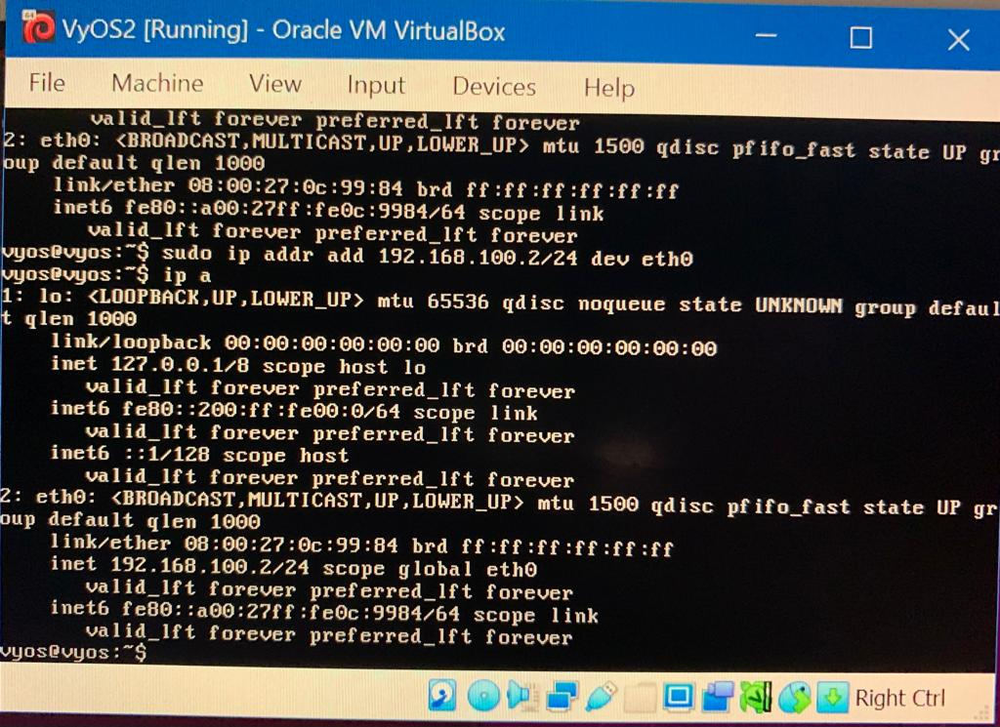 VyOS2 [Running] - Oracle VM VirtualBox
File Machine View Input Devices Help
valid_lft forever preferred_lft forever
2: eth0: <BROADCAST,MULTICAST,UP,LOWER_UP> mtu 1500 qdisc pfifo_fast state UP gr
oup default qlen 1000
link/ether 08:00:27:0c:99:84 brd ff:ff:ff:ff:ff:ff
inet6 fe80::a00:27ff:fe0c:9984/64 scope link
valid_lft forever preferred_lft forever
vyos@vyos:~$ sudo ip addr add 192.168.100.2/24 dev eth0
vyos@vyos:~$ ip a
1: lo: <LOOPBACK,UP,LOWER_UP> mtu 65536 qdisc noqueue state UNKNOWN group defaul
t qlen 1000
link/loopback 00:00:00:00:00:00 brd 00:00:00:00:00:00
inet 127.0.0.1/8 scope host lo
valid_lft forever preferred_lft forever
inet6 fe80::200:ff:fe00:0/64 scope link
valid_lft forever preferred_lft forever
inet6 ::1/128 scope host
valid_lft forever preferred_lft forever
2: eth0: <BROADCAST,MULTICAST,UP,LOWER_UP> mtu 1500 qdisc pfifo_fast state UP gr
oup default qlen 1000
link/ether 08:00:27:0c:99:84 brd ff:ff:ff:ff:ff:ff
inet 192.168.100.2/24 scope global eth0
valid_lft forever preferred_lft forever
inet6 fe80::a00:27ff:fe0c:9984/64 scope link
valid_lft forever preferred_lft forever
vyos@vyos:~$
Right Ctrl